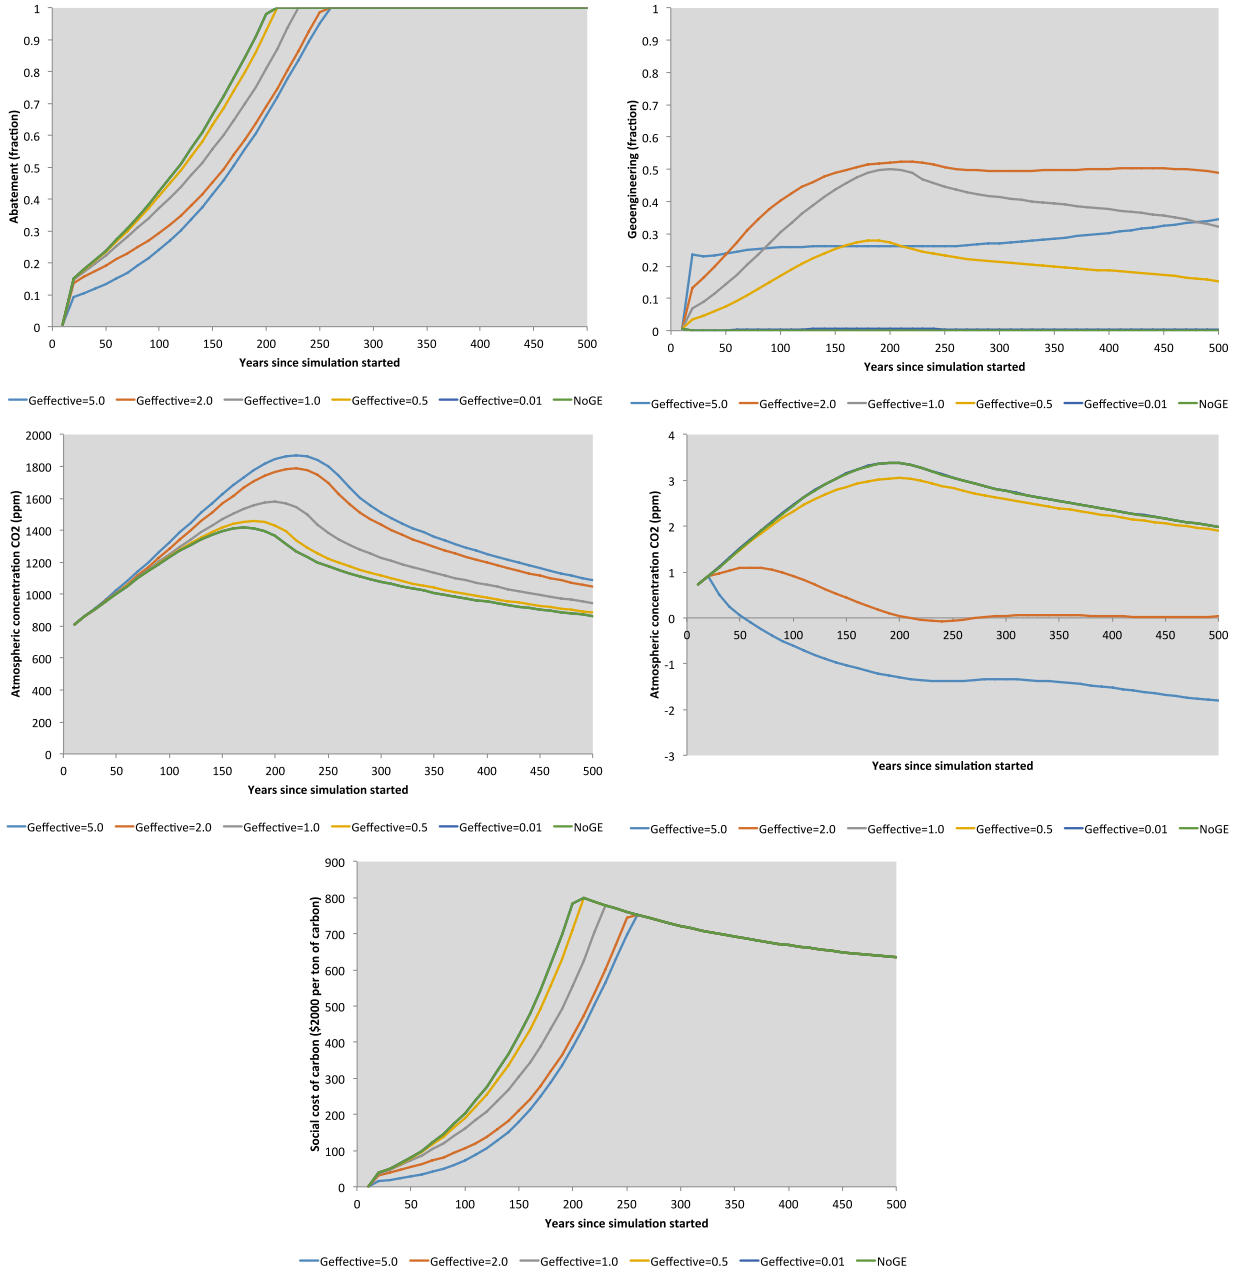 Abatement (fraction)
1
0.9
0.8
0.7
0.6
0.5
0.4
0.3
0.2
0.1
0
0 50 100 150 200 250 300 350 400 450 500
Years since simulation started
Geffective=5.0 Geffective=2.0 Geffective=1.0 Geffective=0.5 Geffective=0.01 NoGE
Geoengineering (fraction)
1
0.9
0.8
0.7
0.6
0.5
0.4
0.3
0.2
0.1
0
0 50 100 150 200 250 300 350 400 450 500
Years since simulation started
Geffective=5.0 Geffective=2.0 Geffective=1.0 Geffective=0.5 Geffective=0.01 NoGE
Atmospheric concentration CO2 (ppm)
2000
1800
1600
1400
1200
1000
800
600
400
200
0
0 50 100 150 200 250 300 350 400 450 500
Years since simulation started
Geffective=5.0 Geffective=2.0 Geffective=1.0 Geffective=0.5 Geffective=0.01 NoGE
Atmospheric concentration CO2 (ppm)
4
3
2
1
0
-1
-2
-3
0 50 100 150 200 250 300 350 400 450 500
Years since simulation started
Geffective=5.0 Geffective=2.0 Geffective=1.0 Geffective=0.5 Geffective=0.01 NoGE
Social cost of carbon ($2000 per ton of carbon)
900
800
700
600
500
400
300
200
100
0
0 50 100 150 200 250 300 350 400 450 500
Years since simulation started
Geffective=5.0 Geffective=2.0 Geffective=1.0 Geffective=0.5 Geffective=0.01 NoGE